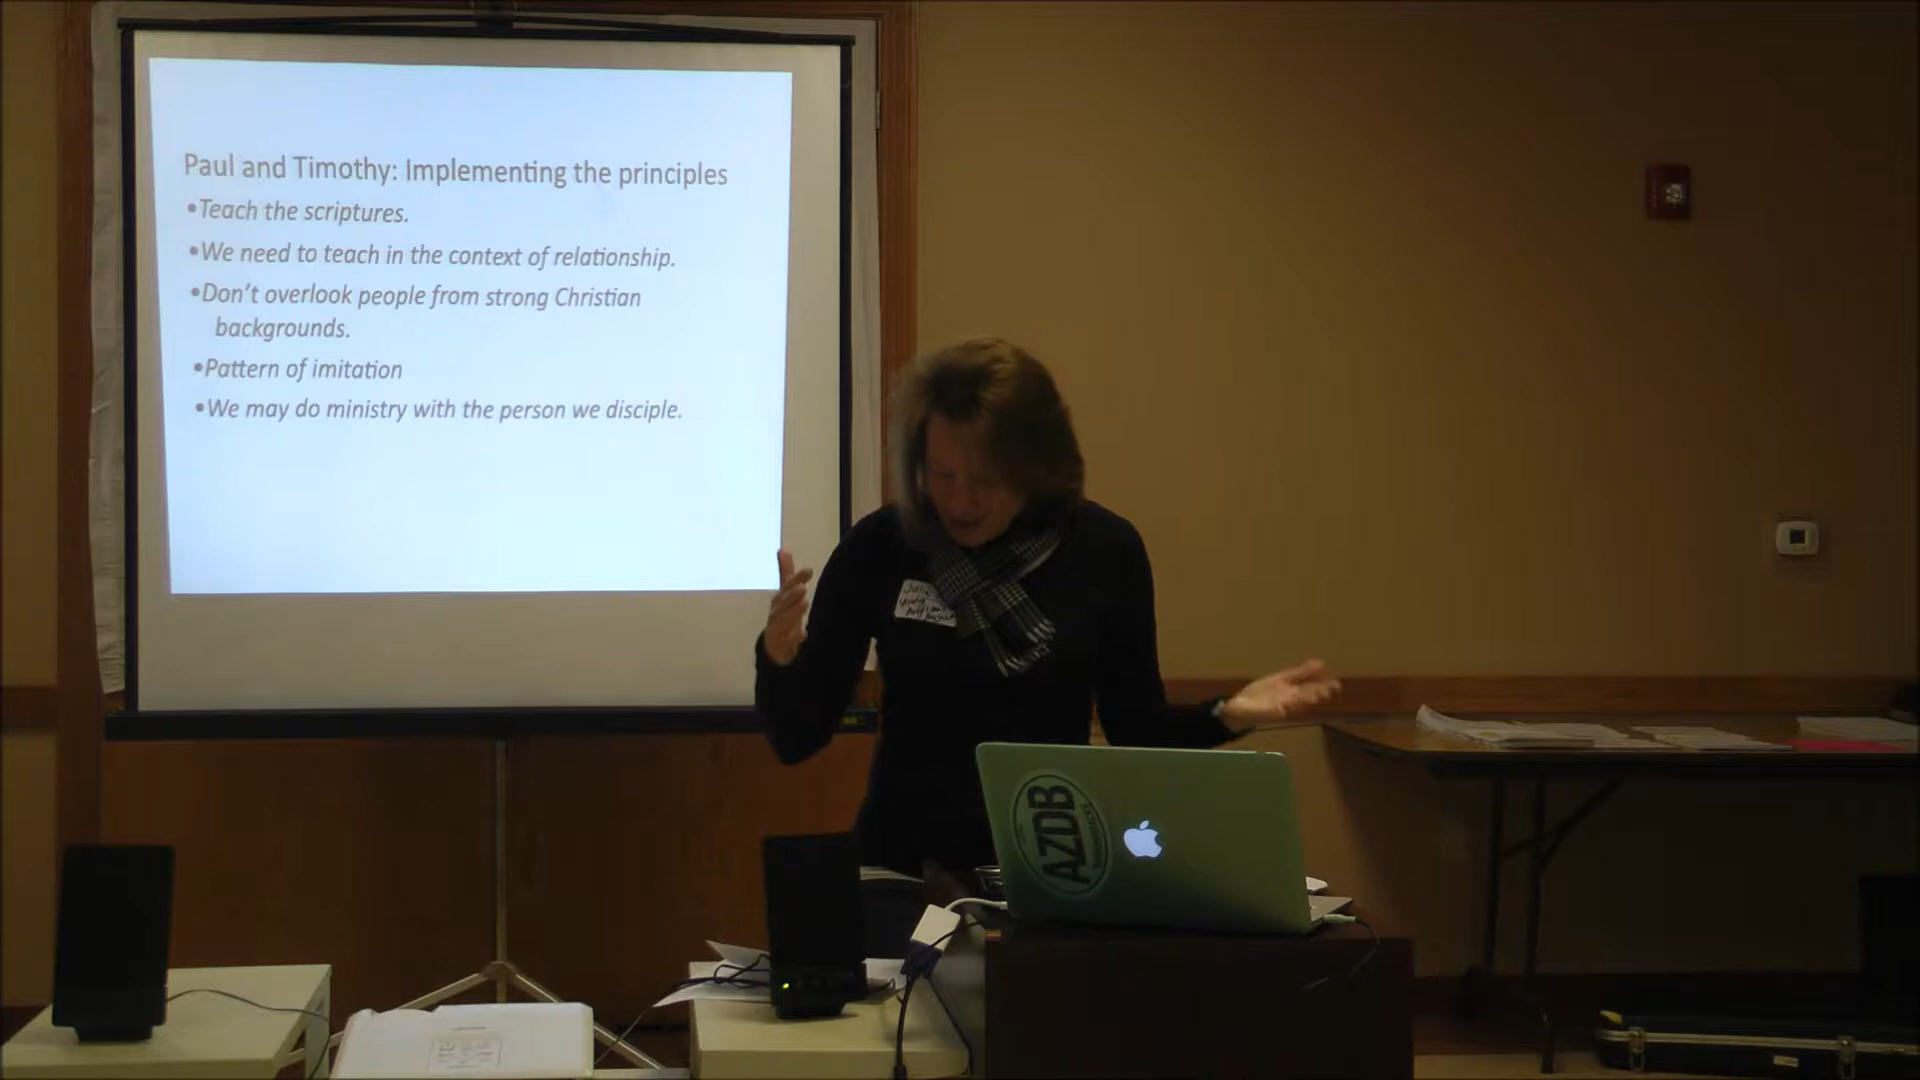 Paul and Timothy: Implementing the principles
•Teach the scriptures.
•We need to teach in the context of relationship.
•Don't overlook people from strong Christian
backgrounds.
•Pattern of imitation
•We may do ministry with the person we disciple.
Julie
AZDB